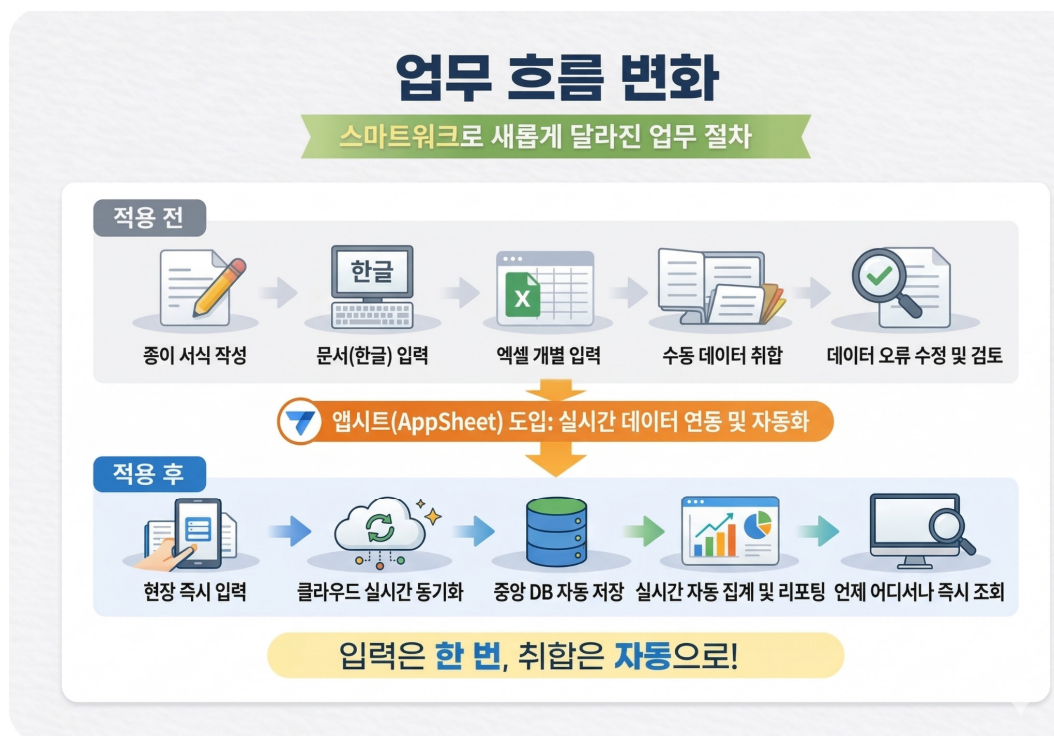 업무 흐름 변화
스마트워크로 새롭게 달라진 업무 절차
적용 전
한글
X
종이 서식 작성
문서(한글) 입력
엑셀 개별 입력
수동 데이터 취합
데이터 오류 수정 및 검토
앱시트(AppSheet) 도입: 실시간 데이터 연동 및 자동화
적용 후
현장 즉시 입력
클라우드 실시간 동기화
중앙 DB 자동 저장
실시간 자동 집계 및 리포팅
언제 어디서나 즉시 조회
입력은 한 번, 취합은 자동으로!